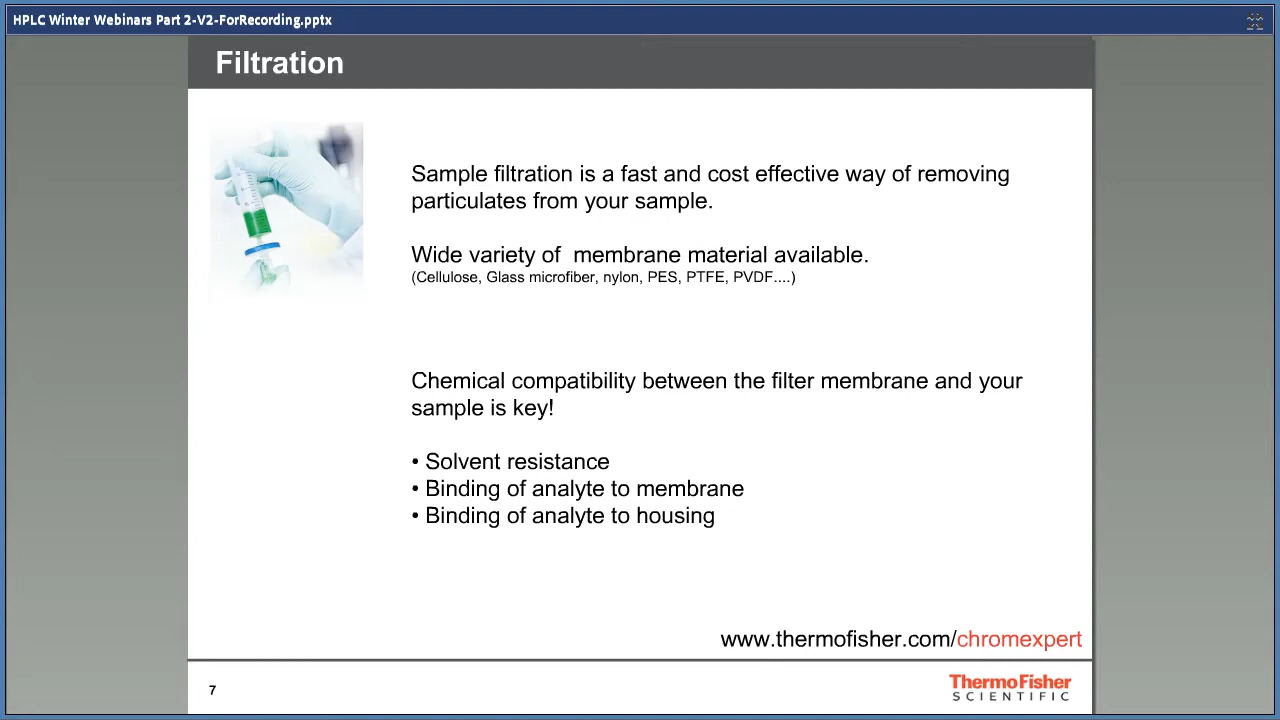 HPLC Winter Webinars Part 2-V2-ForRecording.pptx
Filtration
Sample filtration is a fast and cost effective way of removing
particulates from your sample.
Wide variety of  membrane material available.
(Cellulose, Glass microfiber, nylon, PES, PTFE, PVDF....)
Chemical compatibility between the filter membrane and your
sample is key!
• Solvent resistance
• Binding of analyte to membrane
• Binding of analyte to housing
www.thermofisher.com/chromexpert
7
ThermoFisher
SCIENTIFIC